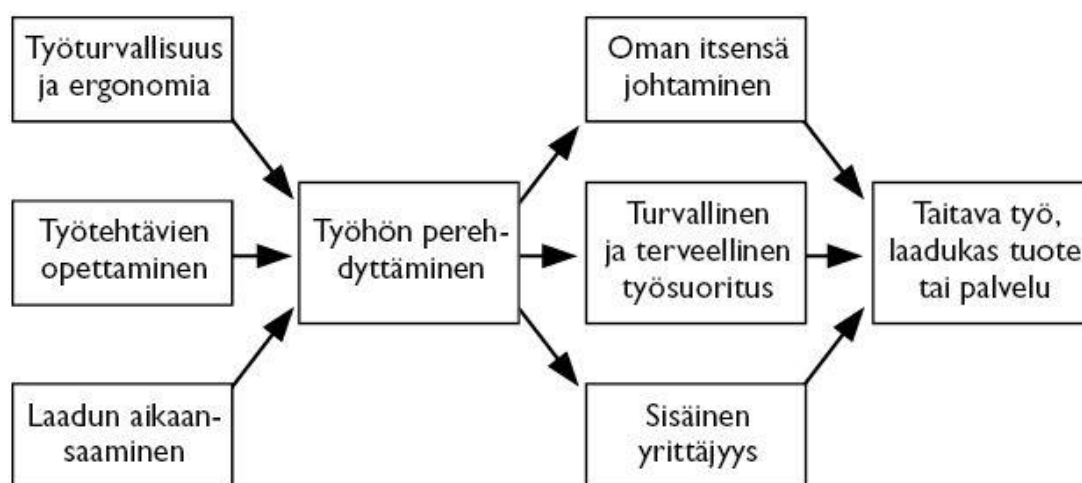 Työturvallisuus
ja ergonomia
Työtehtävien
opettaminen
Laadun aikaan-
saaminen
Työhön pereh-
dyttäminen
Oman itsensä
johtaminen
Turvallinen
ja terveellinen
työsuoritus
Sisäinen
yrittäjyys
Taitava työ,
laadukas tuote
tai palvelu